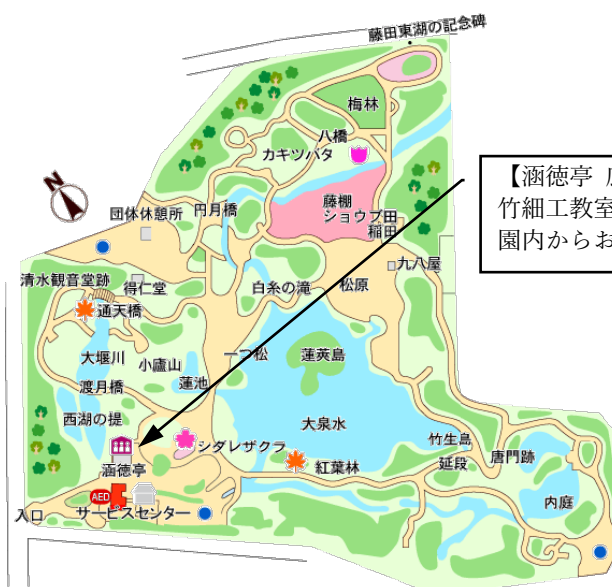 藤田東湖の記念碑
梅林
八橋
カキツバタ
藤棚
ショウブ田
稲田
団体休憩所
円月橋
九八屋
【涵徳亭
竹細工教室
園内からお
N
清水観音堂跡
得仁堂
白糸の滝
松原
通天橋
大堰川
小廬山
一つ松
蓮莢島
渡月橋
蓮池
西湖の提
大泉水
シダレザクラ
竹生島
唐門跡
延段
紅葉林
涵徳亭
内庭
AED
入口
サービスセンター